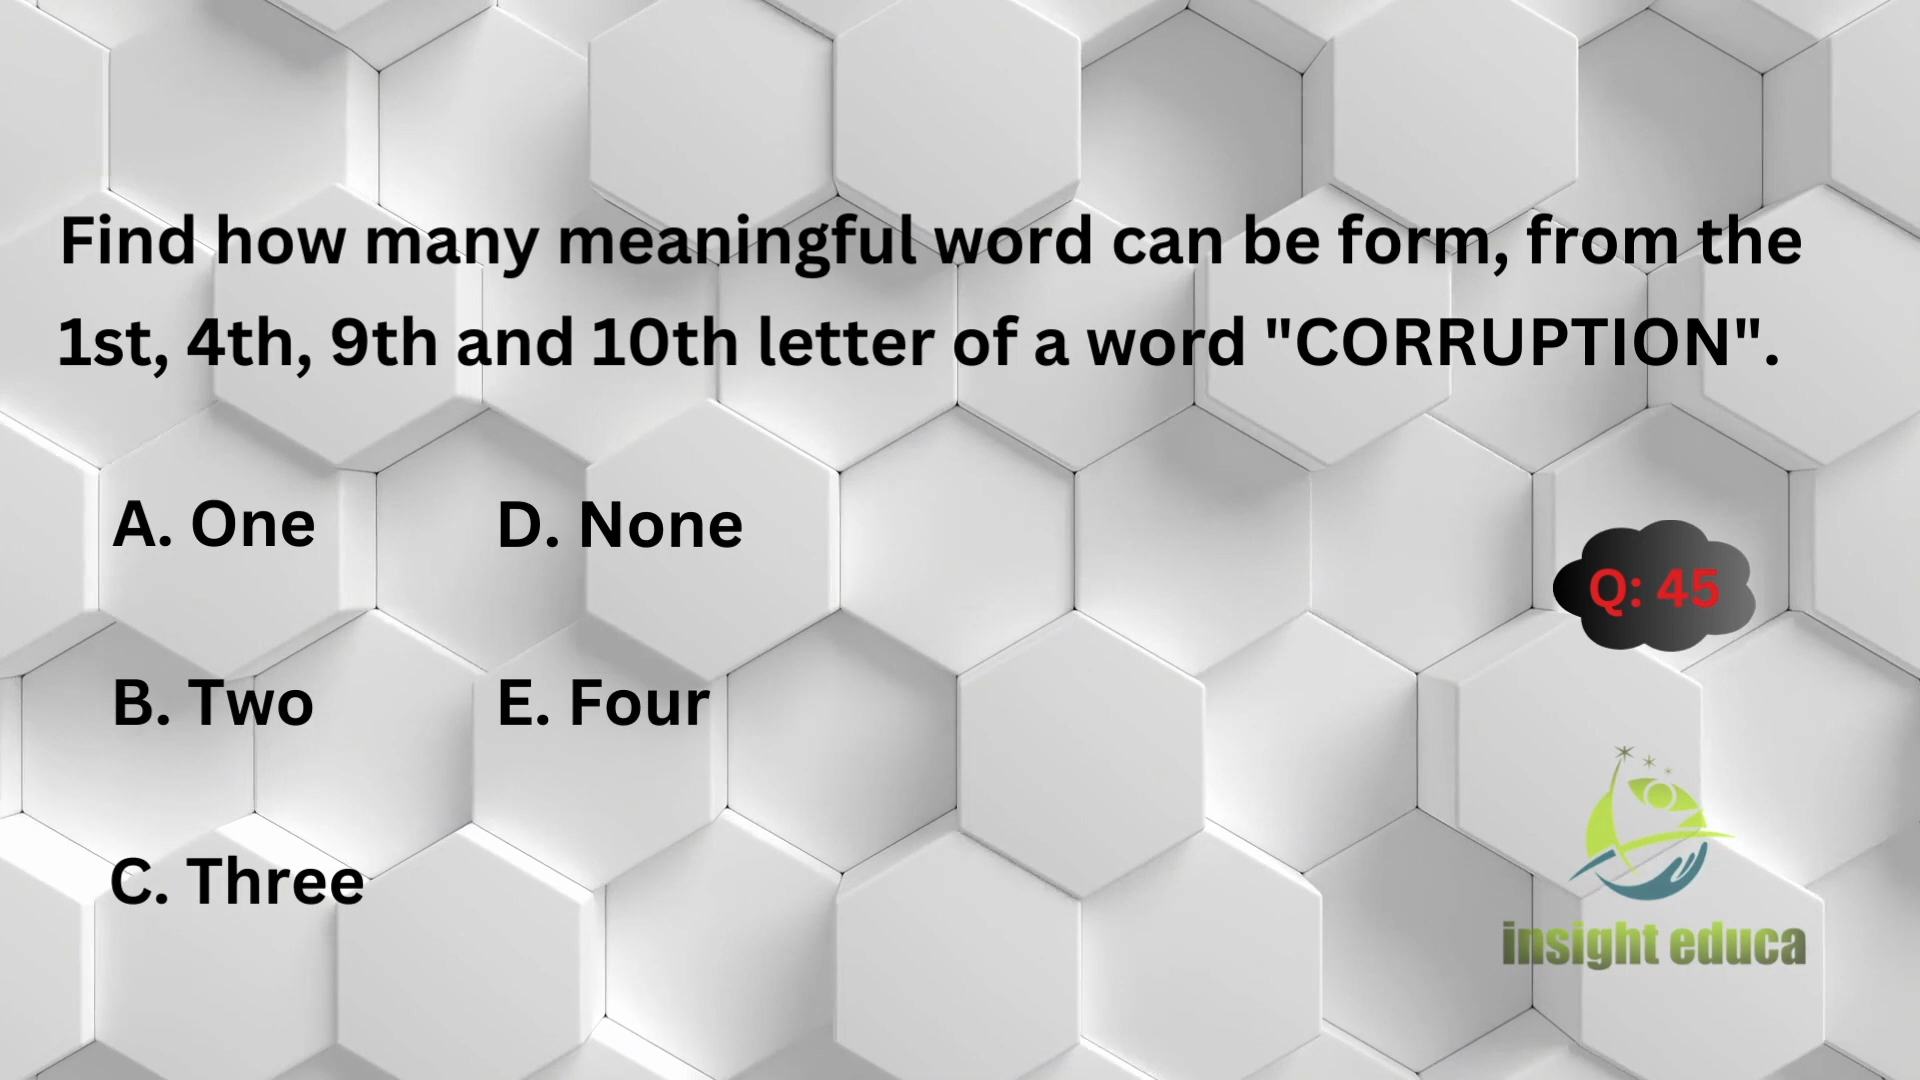 Find how many meaningful word can be form, from the
1st, 4th, 9th and 10th letter of a word "CORRUPTION".
A. One
D. None
B. Two
E. Four
C. Three
Q: 45
insight educa